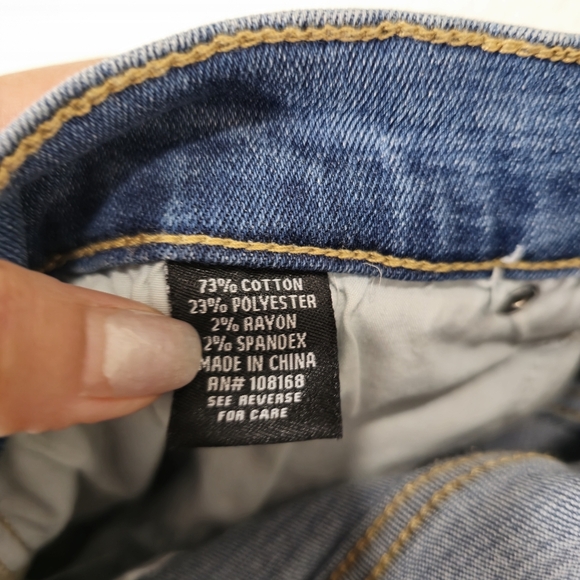 73% COTTON
23% POLYESTER
2% RAYON
2% SPANDEX
MADE IN CHINA
RN# 108168
SEE REVERSE
FOR CARE